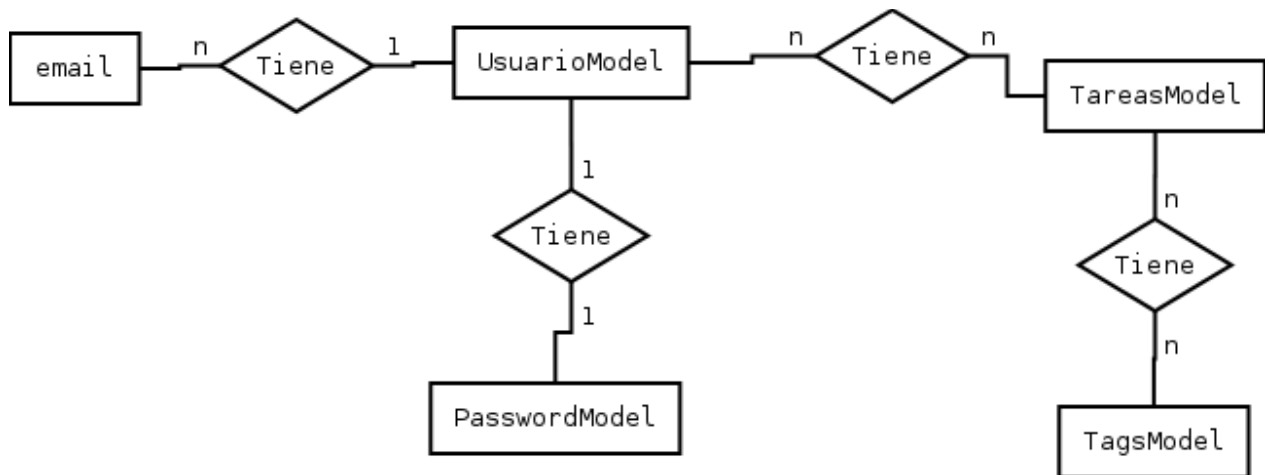 email
n
Tiene
1
UsuarioModel
n
Tiene
n
TareasModel
1
Tiene
1
PasswordModel
n
Tiene
n
TagsModel